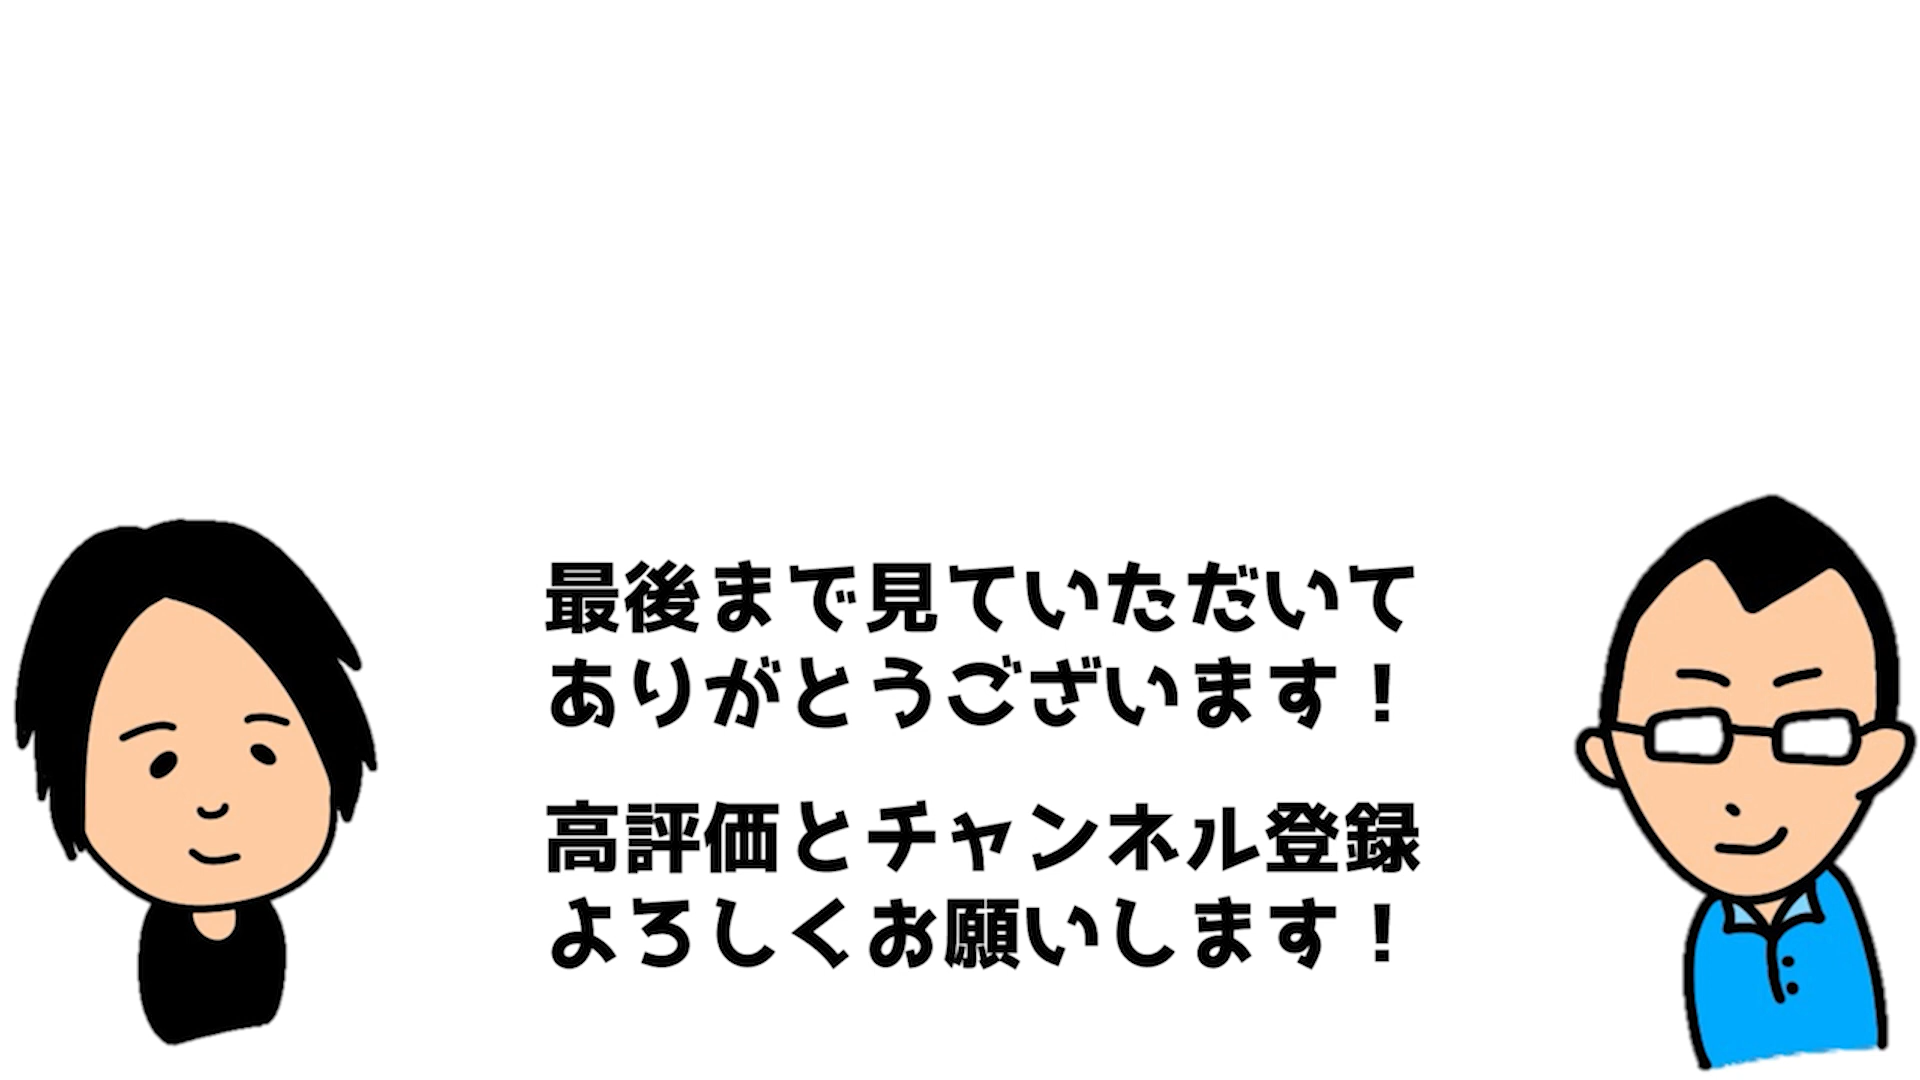 最後まで見ていただいて
ありがとうございます！
高評価とチャンネル登録
よろしくお願いします！